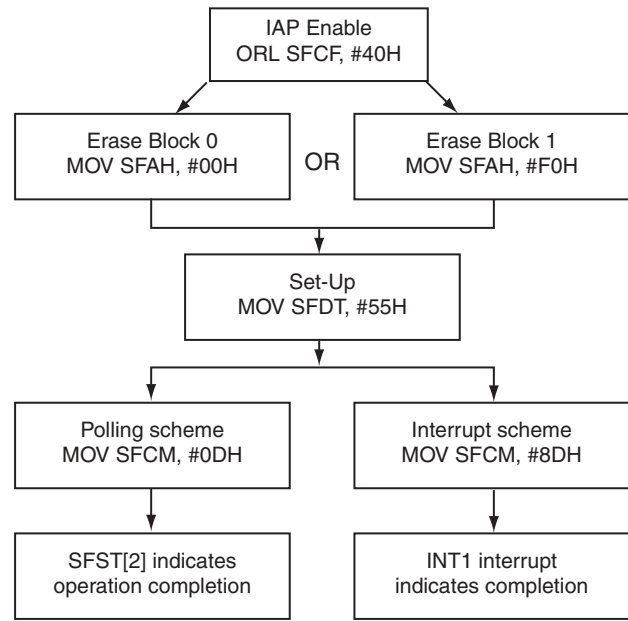 IAP Enable
ORL SFCF, #40H
Erase Block 0
MOV SFAH, #00H
OR
Erase Block 1
MOV SFAH, #F0H
Set-Up
MOV SFDT, #55H
Polling scheme
MOV SFCM, #0DH
Interrupt scheme
MOV SFCM, #8DH
SFST[2] indicates
operation completion
INT1 interrupt
indicates completion